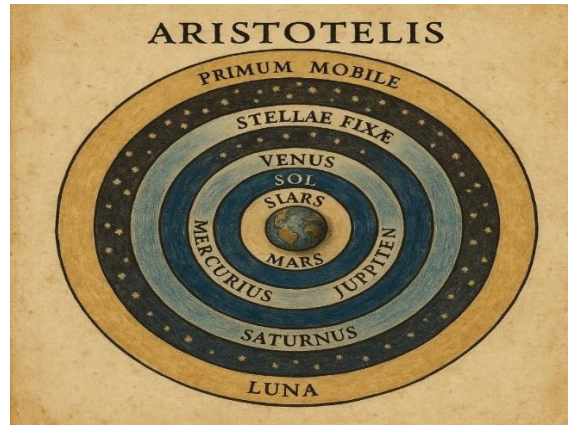 ARISTOTELIS
PRIMUM MOBILE
STELLAE FIXÆ
VENUS
SOL
SLARS
MERCURIUS
JUPPITEN
MARS
SATURNUS
LUNA